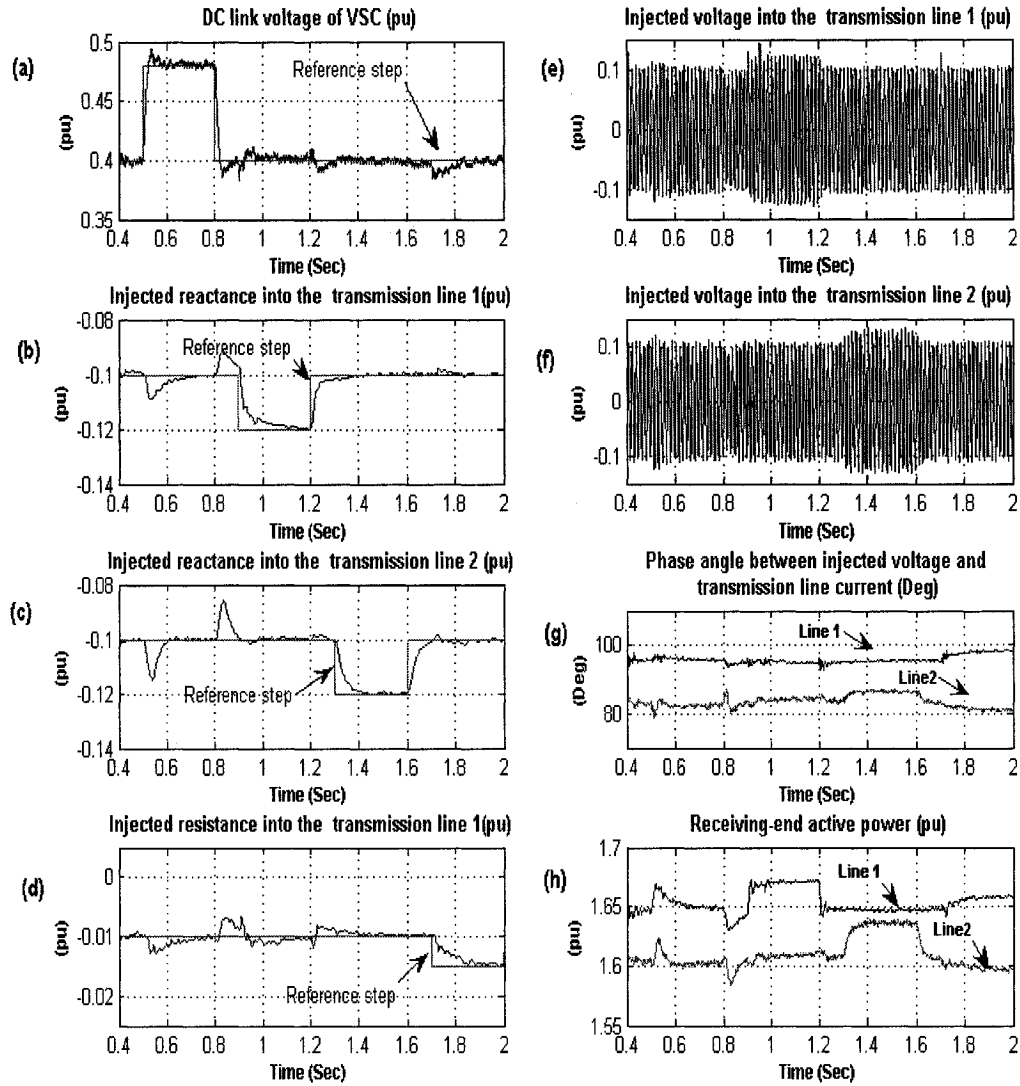 DC link voltage of VSC (pu)
(a)
(pu)
0.5
0.45
0.4
0.35
Reference step
0.4 0.6 0.8 1 1.2 1.4 1.6 1.8 2
Time (Sec)
Injected reactance into the transmission line 1(pu)
(b)
(pu)
-0.08
-0.1
-0.12
-0.14
Reference step
0.4 0.6 0.8 1 1.2 1.4 1.6 1.8 2
Time (Sec)
Injected reactance into the transmission line 2 (pu)
(c)
(pu)
-0.08
-0.1
-0.12
-0.14
Reference step
0.4 0.6 0.8 1 1.2 1.4 1.6 1.8 2
Time (Sec)
Injected resistance into the transmission line 1(pu)
(d)
(pu)
0
-0.01
-0.02
Reference step
0.4 0.6 0.8 1 1.2 1.4 1.6 1.8 2
Time (Sec)
Injected voltage into the transmission line 1 (pu)
(e)
(pu)
0.1
0
-0.1
0.4 0.6 0.8 1 1.2 1.4 1.6 1.8 2
Time (Sec)
Injected voltage into the transmission line 2 (pu)
(f)
(pu)
0.1
0
-0.1
0.4 0.6 0.8 1 1.2 1.4 1.6 1.8 2
Time (Sec)
Phase angle between injected voltage and
transmission line current (Deg)
(g)
(Deg)
100
80
Line 1
Line2
0.4 0.6 0.8 1 1.2 1.4 1.6 1.8 2
Time (Sec)
Receiving-end active power (pu)
(h)
(pu)
1.7
1.65
1.6
1.55
Line 1
Line2
0.4 0.6 0.8 1 1.2 1.4 1.6 1.8 2
Time (Sec)